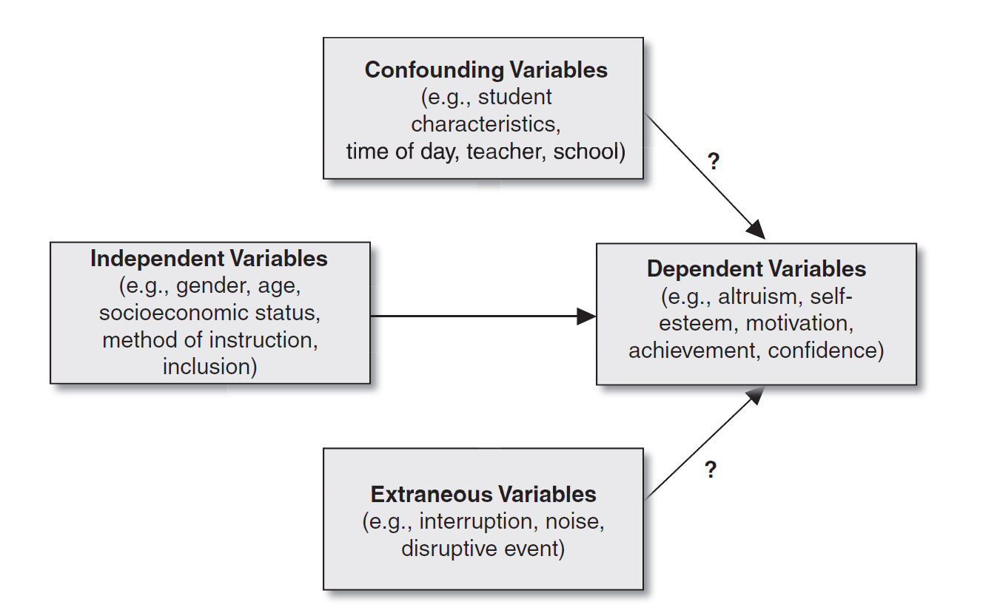 Confounding Variables
(e.g., student
characteristics,
time of day, teacher, school)
?
Independent Variables
(e.g., gender, age,
socioeconomic status,
method of instruction,
inclusion)
Dependent Variables
(e.g., altruism, self-
esteem, motivation,
achievement, confidence)
Extraneous Variables
(e.g., interruption, noise,
disruptive event)
?